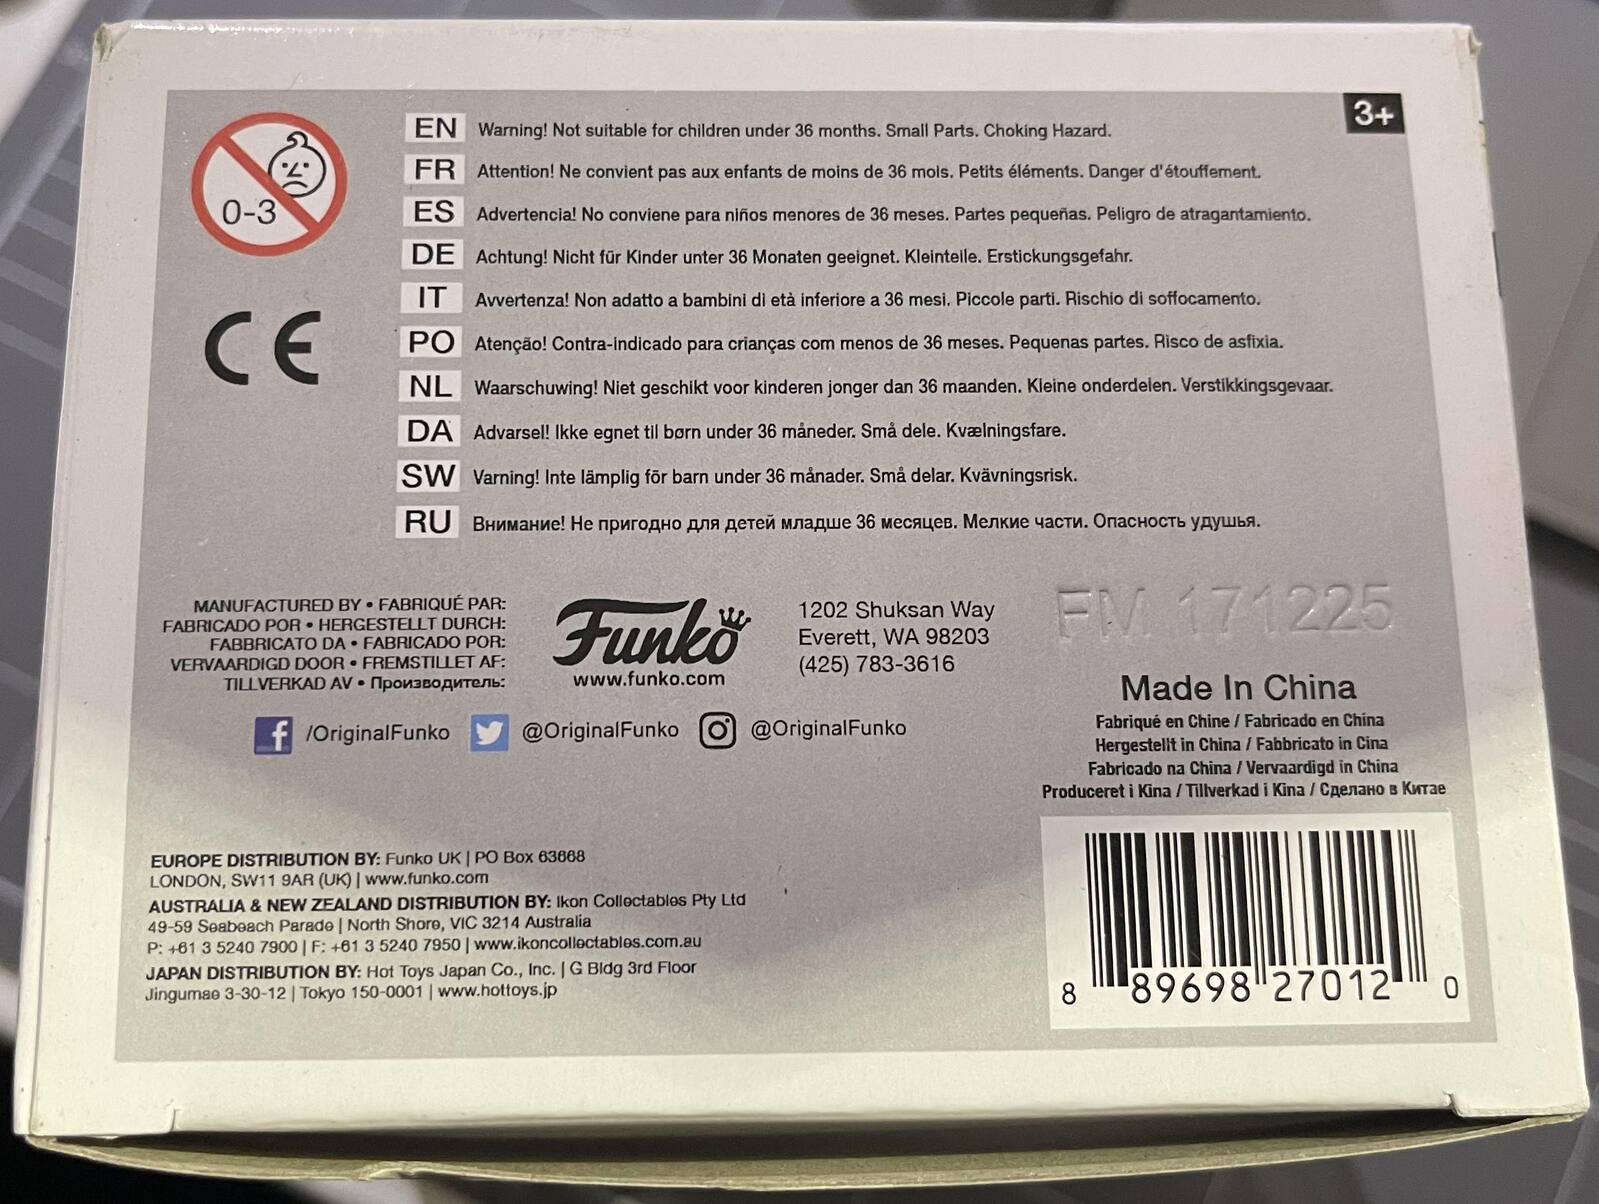 3+
0-3
EN Warning! Not suitable for children under 36 months. Small Parts. Choking Hazard.
FR Attention! Ne convient pas aux enfants de moins de 36 mois. Petits éléments. Danger d'étouffement.
ES Advertencia! No conviene para niños menores de 36 meses. Partes pequeñas. Peligro de atragantamiento.
DE Achtung! Nicht für Kinder unter 36 Monaten geeignet. Kleinteile. Erstickungsgefahr.
IT Avvertenza! Non adatto a bambini di età inferiore a 36 mesi. Piccole parti. Rischio di soffocamento.
CE
PO Atenção! Contra-indicado para crianças com menos de 36 meses. Pequenas partes. Risco de asfixia.
NL Waarschuwing! Niet geschikt voor kinderen jonger dan 36 maanden. Kleine onderdelen. Verstikkingsgevaar.
DA Advarsel! Ikke egnet til børn under 36 måneder. Små dele. Kvælningsfare.
SW Varning! Inte lämplig för barn under 36 månader. Små delar. Kvävningsrisk.
RU Внимание! Не пригодно для детей младше 36 месяцев. Мелкие части. Опасность удушья.
MANUFACTURED BY • FABRIQUÉ PAR:
FABRICADO POR • HERGESTELLT DURCH:
FABBRICATO DA • FABRICADO POR:
VERVAARDIGD DOOR • FREMSTILLET AF:
TILLVERKAD AV • Производитель:
Funko
www.funko.com
1202 Shuksan Way
Everett, WA 98203
(425) 783-3616
FM 171225
/OriginalFunko @OriginalFunko @OriginalFunko
Made In China
Fabriqué en Chine / Fabricado en China
Hergestellt in China / Fabbricato in Cina
Fabricado na China / Vervaardigd in China
Produceret i Kina / Tillverkad i Kina / Сделано в Китае
EUROPE DISTRIBUTION BY: Funko UK | PO Box 63668
LONDON, SW11 9AR (UK) | www.funko.com
AUSTRALIA & NEW ZEALAND DISTRIBUTION BY: Ikon Collectables Pty Ltd
49-59 Seabeach Parade | North Shore, VIC 3214 Australia
P: +61 3 5240 7900 | F: +61 3 5240 7950 | www.ikoncollectables.com.au
JAPAN DISTRIBUTION BY: Hot Toys Japan Co., Inc. | G Bldg 3rd Floor
Jingumae 3-30-12 | Tokyo 150-0001 | www.hottoys.jp
8 89698 27012 0